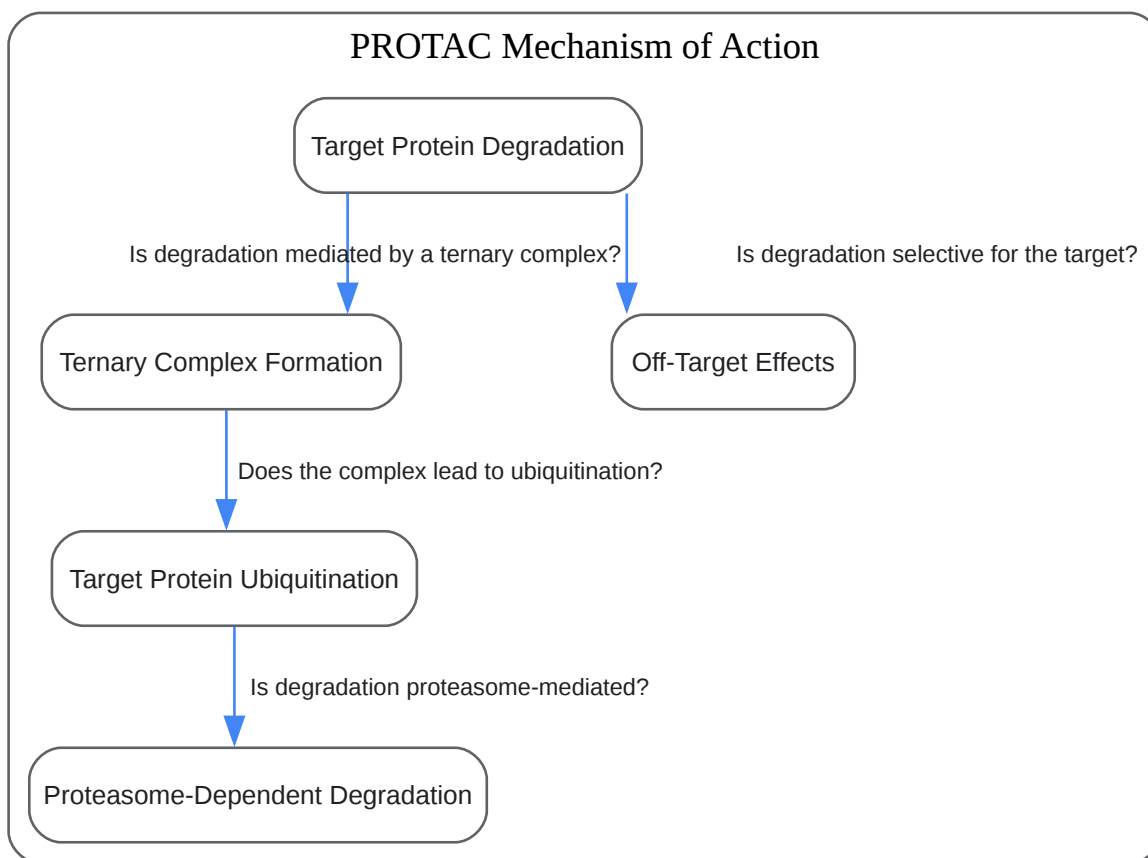 PROTAC Mechanism of Action
Target Protein Degradation
Is degradation mediated by a ternary complex?
Is degradation selective for the target?
Ternary Complex Formation
Off-Target Effects
Does the complex lead to ubiquitination?
Target Protein Ubiquitination
Is degradation proteasome-mediated?
Proteasome-Dependent Degradation